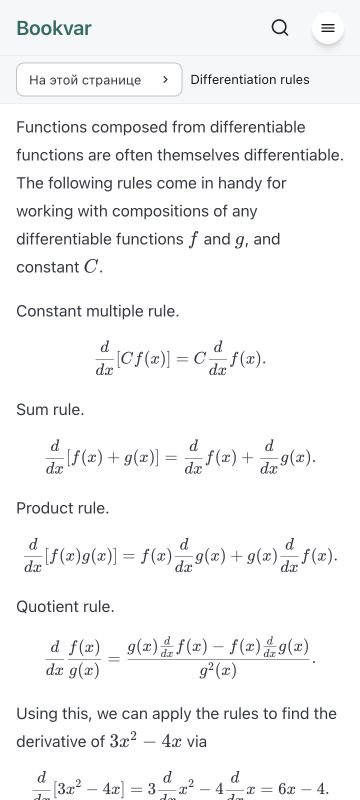 Bookvar
На этой странице
Differentiation rules
Functions composed from differentiable
functions are often themselves differentiable.
The following rules come in handy for
working with compositions of any
differentiable functions f and g, and
constant C.
Constant multiple rule.
d/dx [Cf(x)] = C d/dx f(x).
Sum rule.
d/dx [f(x) + g(x)] = d/dx f(x) + d/dx g(x).
Product rule.
d/dx [f(x)g(x)] = f(x) d/dx g(x) + g(x) d/dx f(x).
Quotient rule.
d/dx f(x)/g(x) = (g(x) d/dx f(x) − f(x) d/dx g(x))/g²(x).
Using this, we can apply the rules to find the
derivative of 3x² − 4x via
d/dx [3x² − 4x] = 3 d/dx x² − 4 d/dx x = 6x − 4.